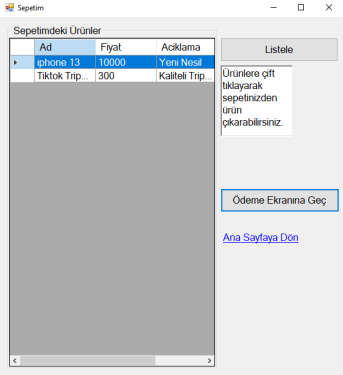 Sepetim
Sepetimdeki Ürünler
Ad Fiyat Aciklama
iphone 13 10000 Yeni Nesil
Tiktok Trip... 300 Kaliteli Trip...
Listele
Ürünlere çift
tıklayarak
sepetinizden
ürün
çıkarabilirsiniz.
Ödeme Ekranına Geç
Ana Sayfaya Dön